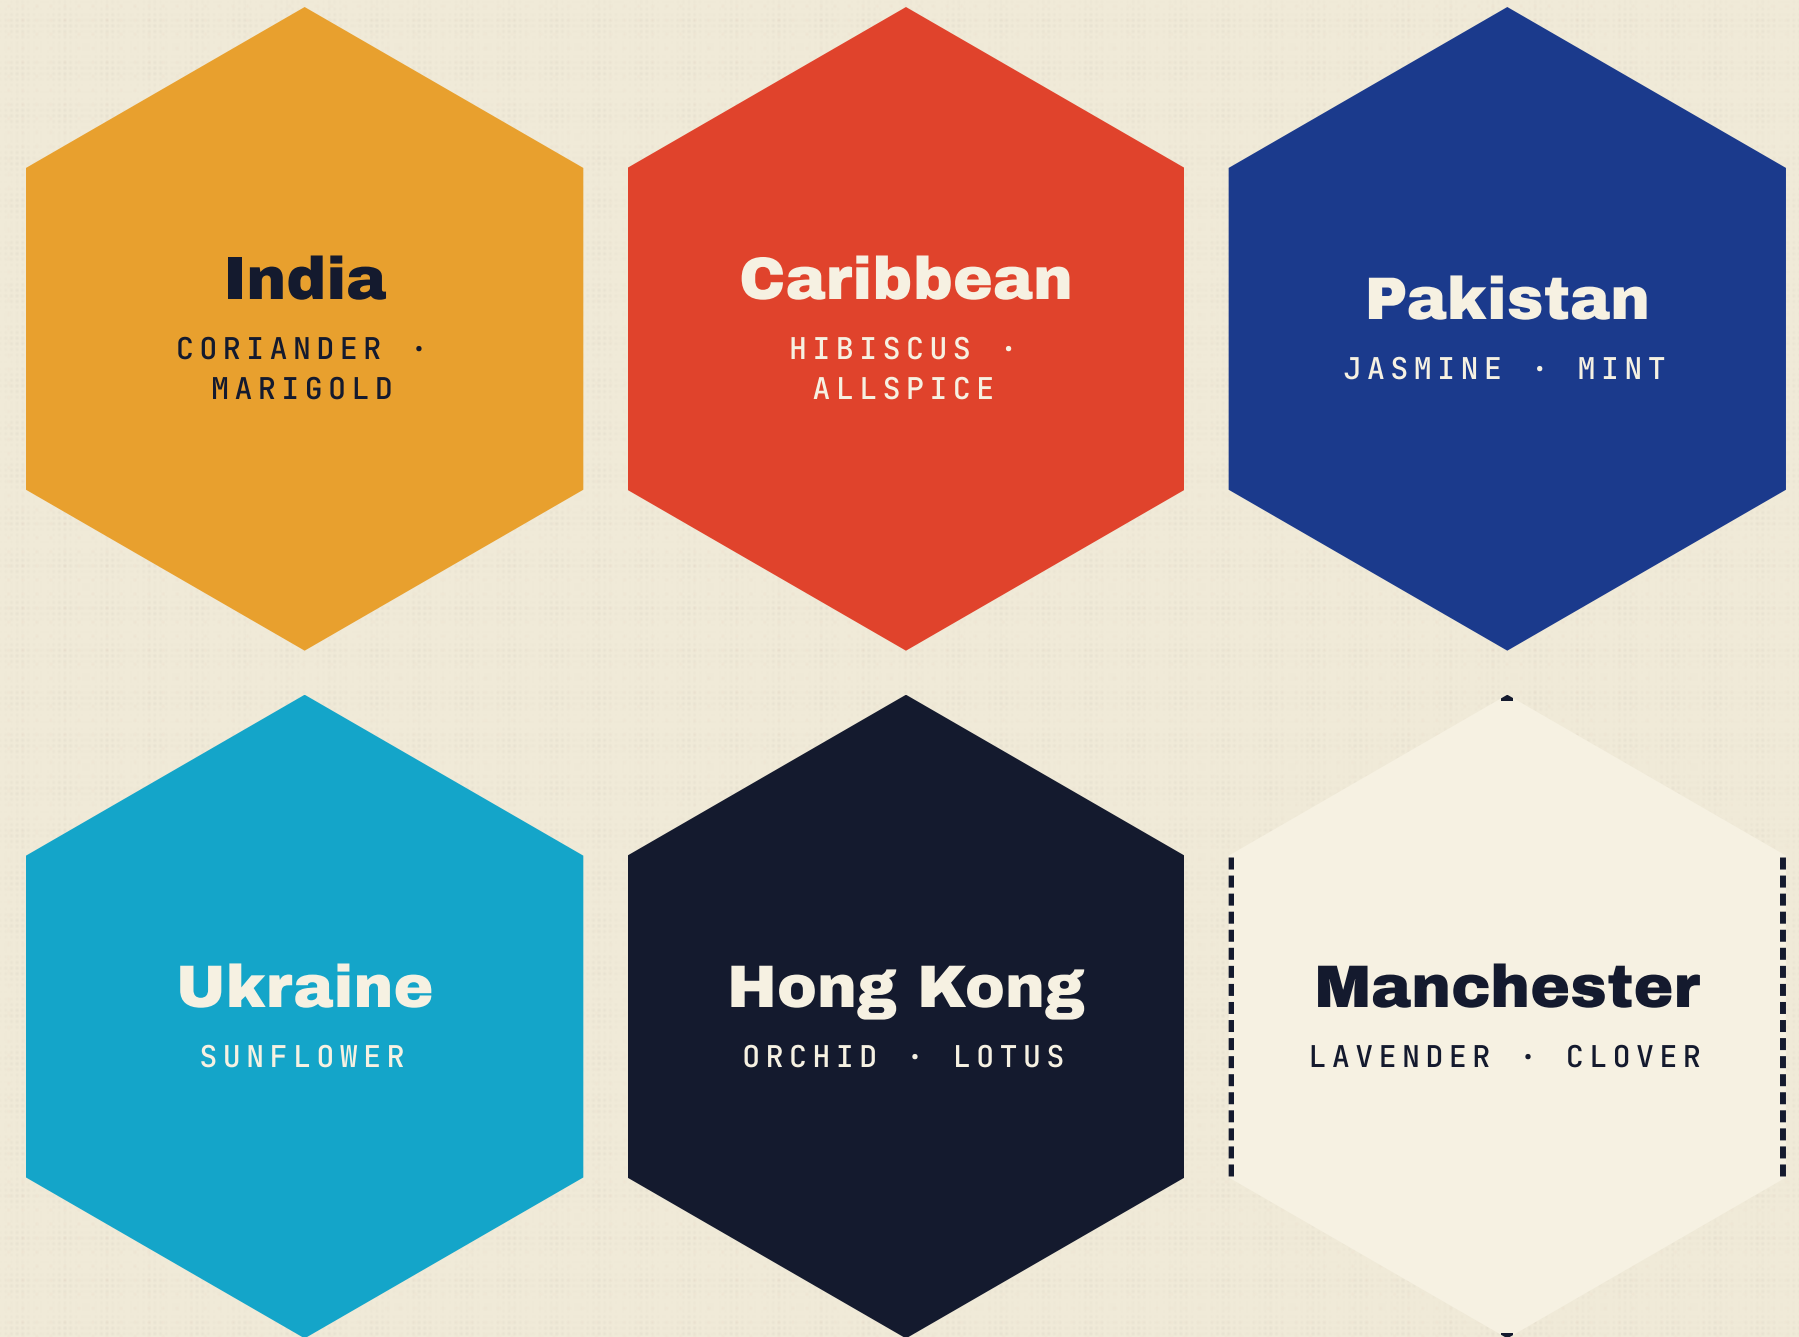 India
CORIANDER ·
MARIGOLD
Caribbean
HIBISCUS ·
ALLSPICE
Pakistan
JASMINE · MINT
Ukraine
SUNFLOWER
Hong Kong
ORCHID · LOTUS
Manchester
LAVENDER · CLOVER